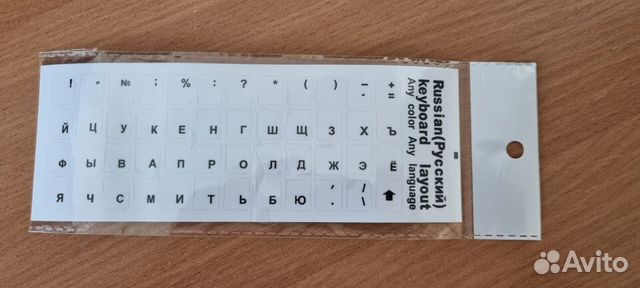 ! " № ; % : ? * ( ) - - + =
Й Ц У К Е Н Г Ш Щ З Х Ъ
Ф Ы В А П Р О Л Д Ж Э Ё
Я Ч С М И Т Ь Б Ю , . / \
Russian(Русский)
keyboard layout
Any color Any language
Avito